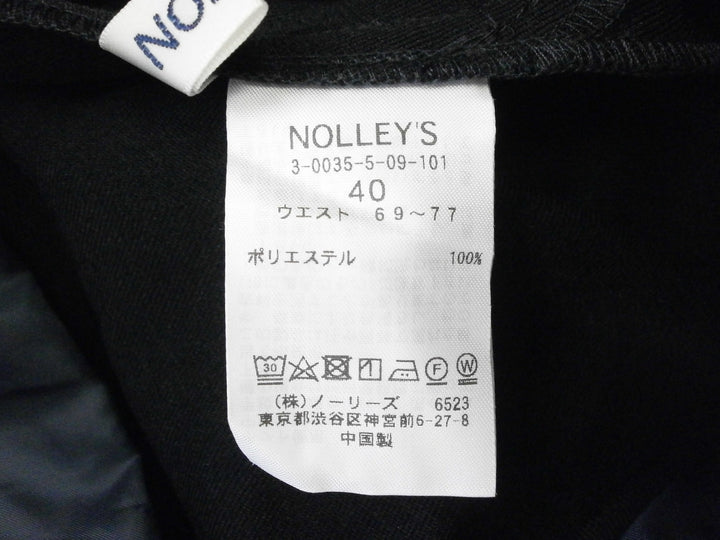 NOL
NOLLEY'S
3-0035-5-09-101
40
ウエスト 69〜77
ポリエステル 100%
30 F W
(株)ノーリーズ 6523
東京都渋谷区神宮前6-27-8
中国製